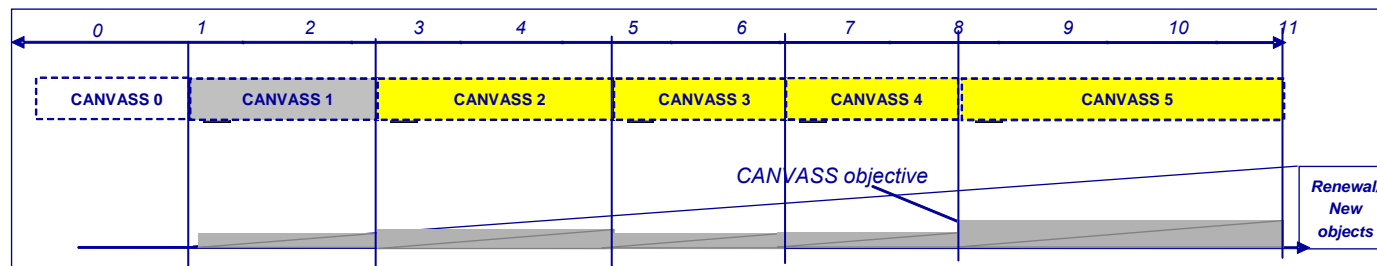 0 1 2 3 4 5 6 7 8 9 10 11
CANVASS 0 CANVASS 1 CANVASS 2 CANVASS 3 CANVASS 4 CANVASS 5
CANVASS objective
Renewal.
New
objects